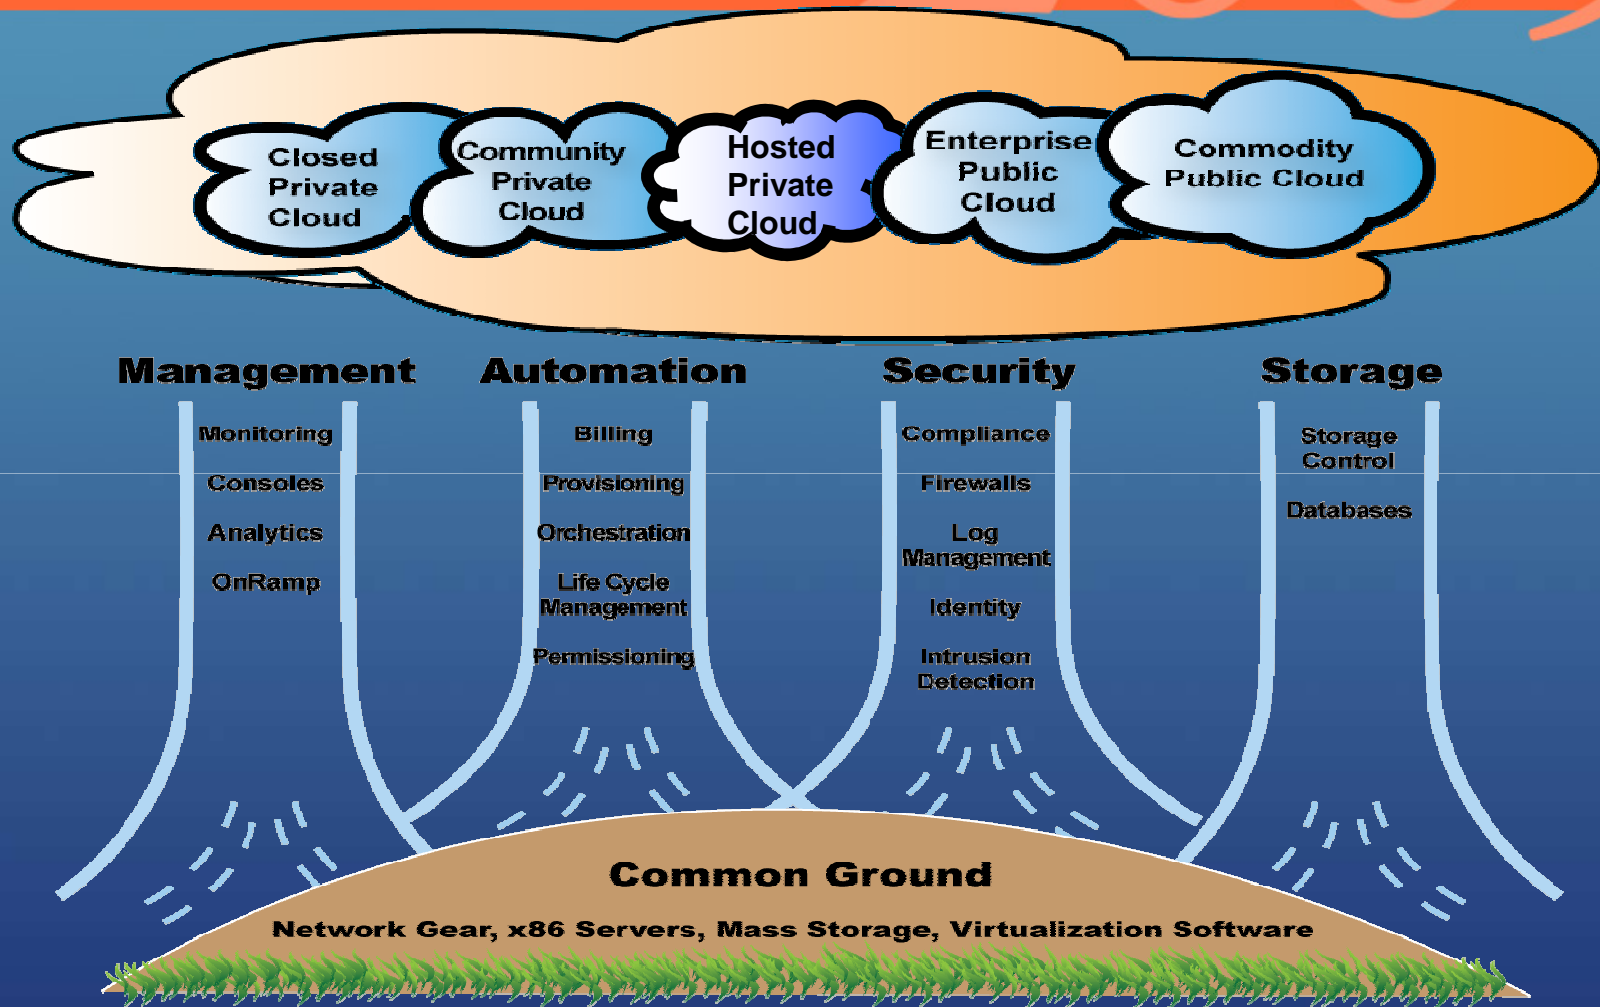 Closed
Private
Cloud
Community
Private
Cloud
Hosted
Private
Cloud
Enterprise
Public
Cloud
Commodity
Public Cloud
Management
Automation
Security
Storage
Monitoring
Consoles
Analytics
OnRamp
Billing
Provisioning
Orchestration
Life Cycle
Management
Permissioning
Compliance
Firewalls
Log
Management
Identity
Intrusion
Detection
Storage
Control
Databases
Common Ground
Network Gear, x86 Servers, Mass Storage, Virtualization Software